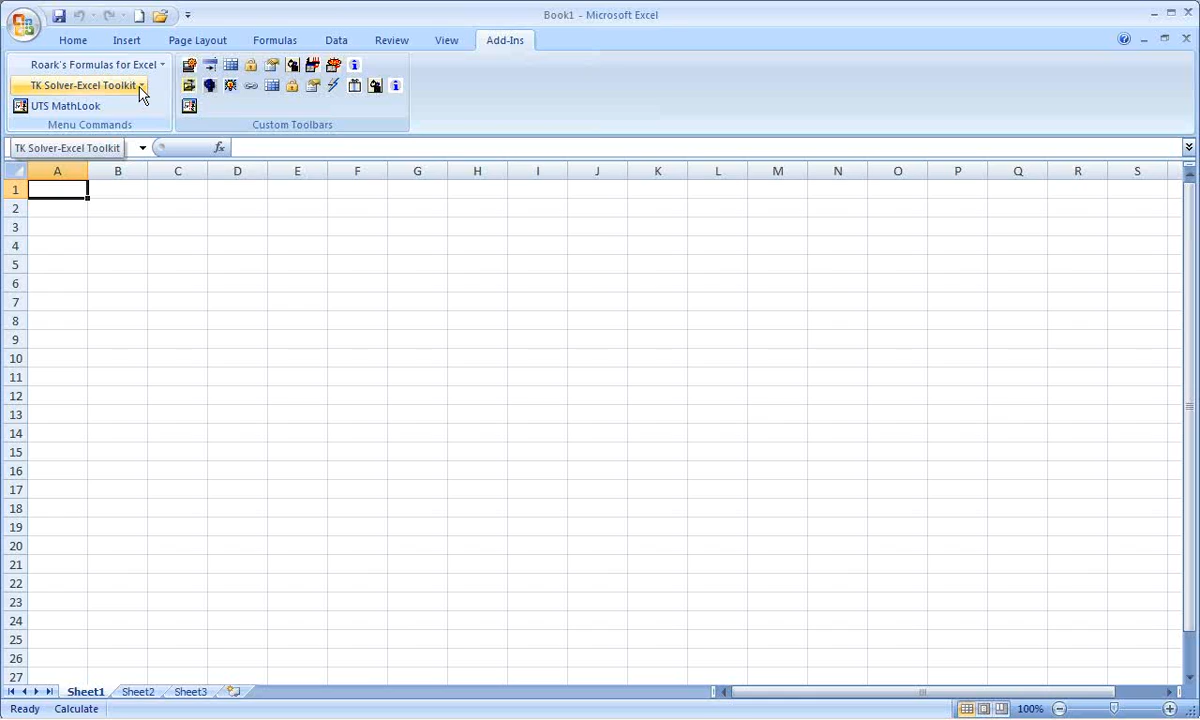 Book1 - Microsoft Excel
Home Insert Page Layout Formulas Data Review View Add-Ins
Roark's Formulas for Excel
TK Solver-Excel Toolkit
UTS MathLook
Menu Commands Custom Toolbars
TK Solver-Excel Toolkit fx
A B C D E F G H I J K L M N O P Q R S
1
2
3
4
5
6
7
8
9
10
11
12
13
14
15
16
17
18
19
20
21
22
23
24
25
26
27
Sheet1 Sheet2 Sheet3
Ready Calculate 100%